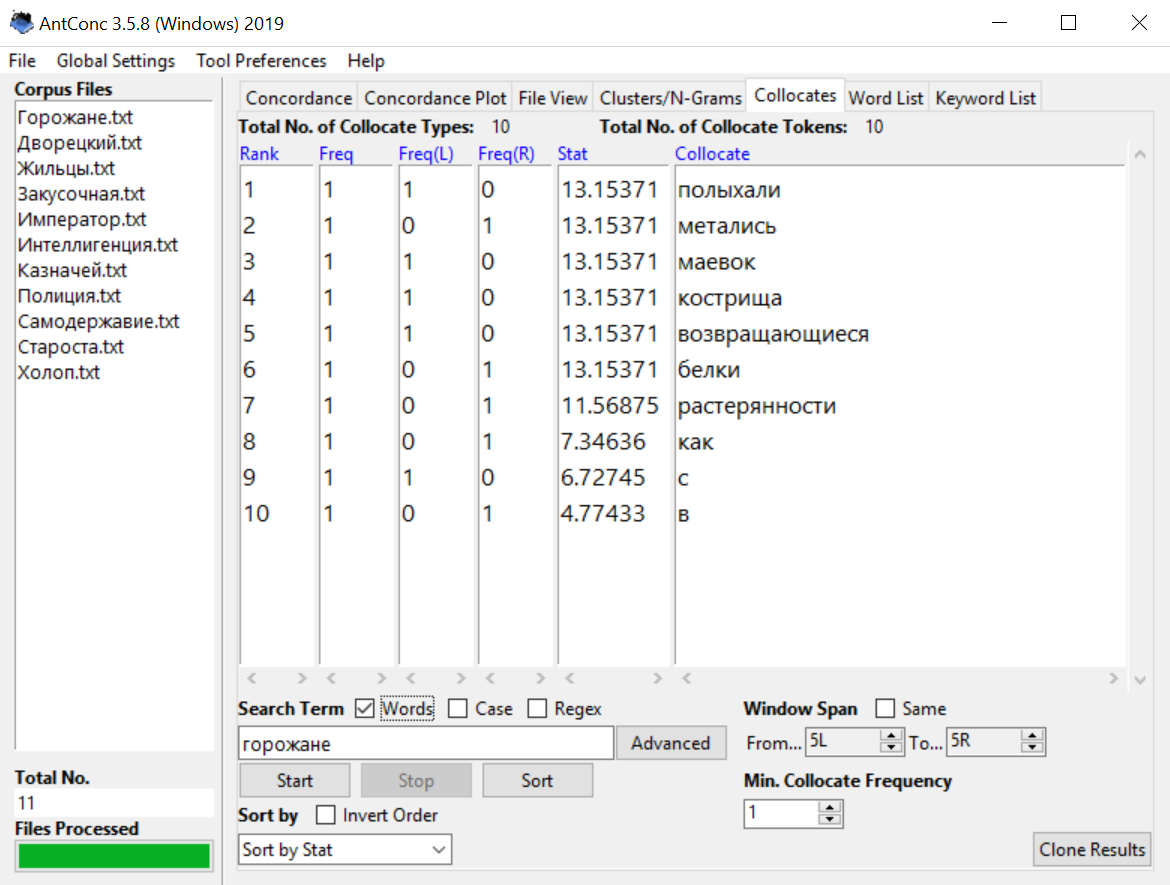 AntConc 3.5.8 (Windows) 2019
File Global Settings Tool Preferences Help
Corpus Files
Горожане.txt
Дворецкий.txt
Жильцы.txt
Закусочная.txt
Император.txt
Интеллигенция.txt
Казначей.txt
Полиция.txt
Самодержавие.txt
Староста.txt
Холоп.txt
Total No.
11
Files Processed
Concordance Concordance Plot File View Clusters/N-Grams Collocates Word List Keyword List
Total No. of Collocate Types: 10 Total No. of Collocate Tokens: 10
Rank Freq Freq(L) Freq(R) Stat Collocate
1 1 1 0 13.15371 полыхали
2 1 0 1 13.15371 метались
3 1 1 0 13.15371 маевок
4 1 1 0 13.15371 кострища
5 1 1 0 13.15371 возвращающиеся
6 1 0 1 13.15371 белки
7 1 0 1 11.56875 растерянности
8 1 0 1 7.34636 как
9 1 1 0 6.72745 с
10 1 0 1 4.77433 в
Search Term Words Case Regex
горожане Advanced
Start Stop Sort
Sort by Invert Order
Sort by Stat
Window Span Same
From... 5L To... 5R
Min. Collocate Frequency
1
Clone Results